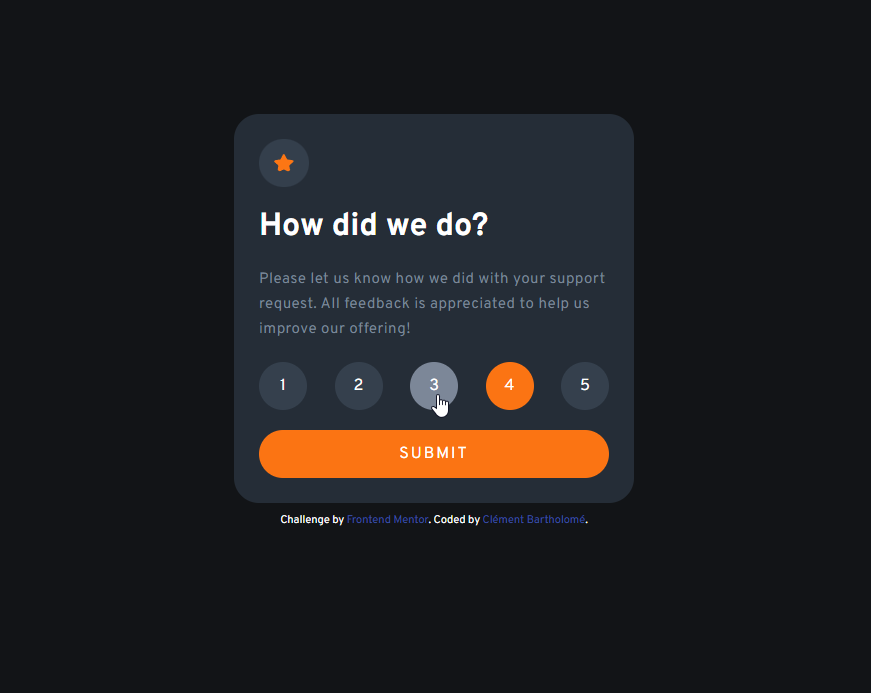 How did we do?
Please let us know how we did with your support
request. All feedback is appreciated to help us
improve our offering!
1 2 3 4 5
SUBMIT
Challenge by Frontend Mentor. Coded by Clément Bartholomé.